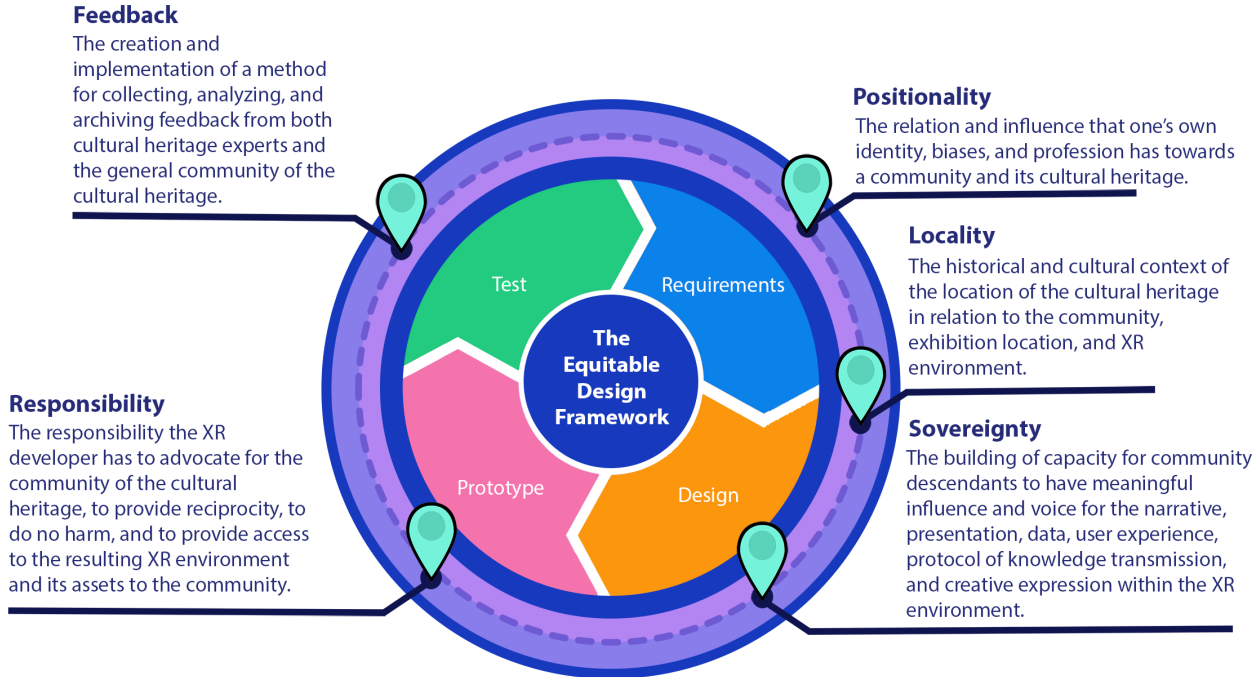 Feedback
The creation and
implementation of a method
for collecting, analyzing, and
archiving feedback from both
cultural heritage experts and
the general community of the
cultural heritage.
Positionality
The relation and influence that one’s own
identity, biases, and profession has towards
a community and its cultural heritage.
Locality
The historical and cultural context of
the location of the cultural heritage
in relation to the community,
exhibition location, and XR
environment.
Sovereignty
The building of capacity for community
descendants to have meaningful
influence and voice for the narrative,
presentation, data, user experience,
protocol of knowledge transmission,
and creative expression within the XR
environment.
Responsibility
The responsibility the XR
developer has to advocate for the
community of the cultural
heritage, to provide reciprocity, to
do no harm, and to provide access
to the resulting XR environment
and its assets to the community.
Test
Requirements
The
Equitable
Design
Framework
Prototype
Design